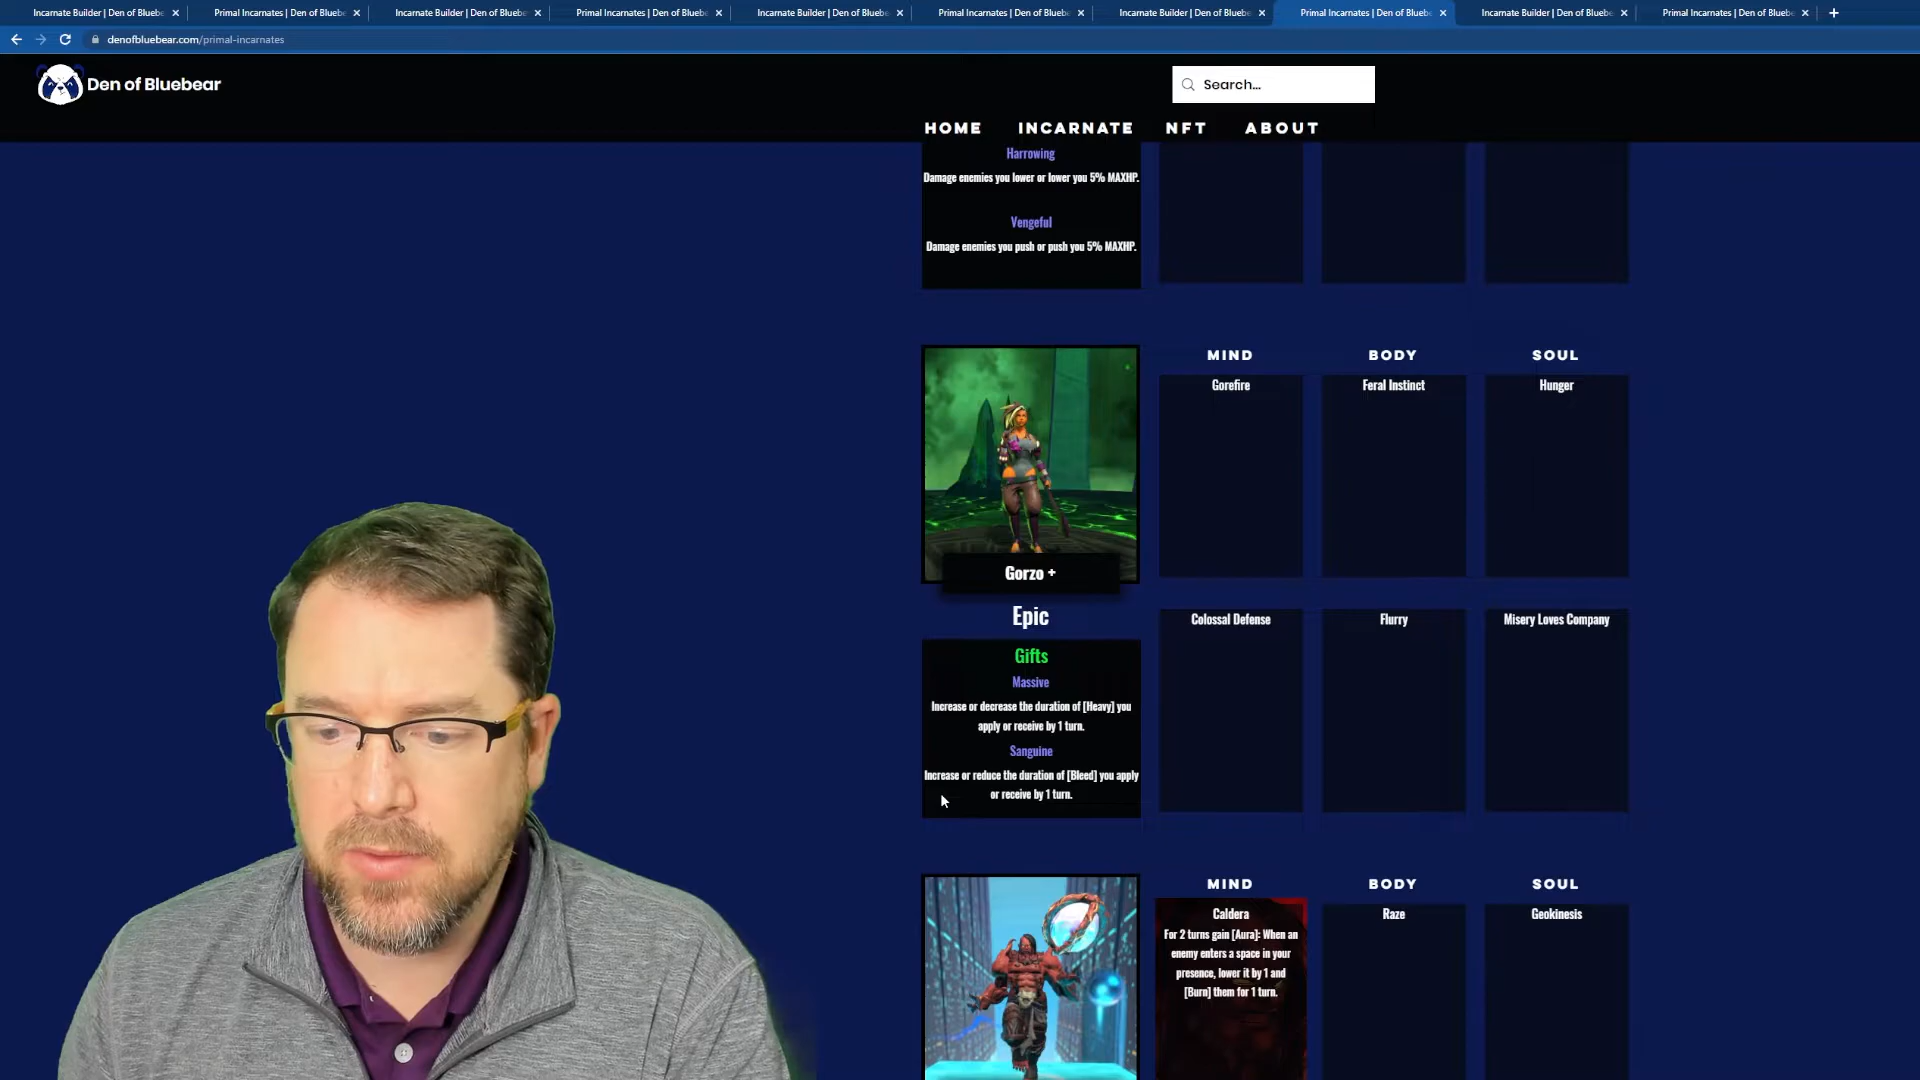 Incarnate Builder | Den of Bluebe
Primal Incarnates | Den of Bluebe
Incarnate Builder | Den of Bluebe
Primal Incarnates | Den of Bluebe
Incarnate Builder | Den of Bluebe
Primal Incarnates | Den of Bluebe
Incarnate Builder | Den of Bluebe
Primal Incarnates | Den of Bluebe
Incarnate Builder | Den of Bluebe
Primal Incarnates | Den of Bluebe
denofbluebear.com/primal-incarnates
Den of Bluebear
Search...
HOME INCARNATE NFT ABOUT
Harrowing
Damage enemies you lower or lower you 5% MAXHP.
Vengeful
Damage enemies you push or push you 5% MAXHP.
MIND BODY SOUL
Gorefire Feral Instinct Hunger
Gorzo +
Epic
Colossal Defense Flurry Misery Loves Company
Gifts
Massive
Increase or decrease the duration of [Heavy] you
apply or receive by 1 turn.
Sanguine
Increase or reduce the duration of [Bleed] you apply
or receive by 1 turn.
MIND BODY SOUL
Caldera Raze Geokinesis
For 2 turns gain [Aura]: When an
enemy enters a space in your
presence, lower it by 1 and
[Burn] them for 1 turn.